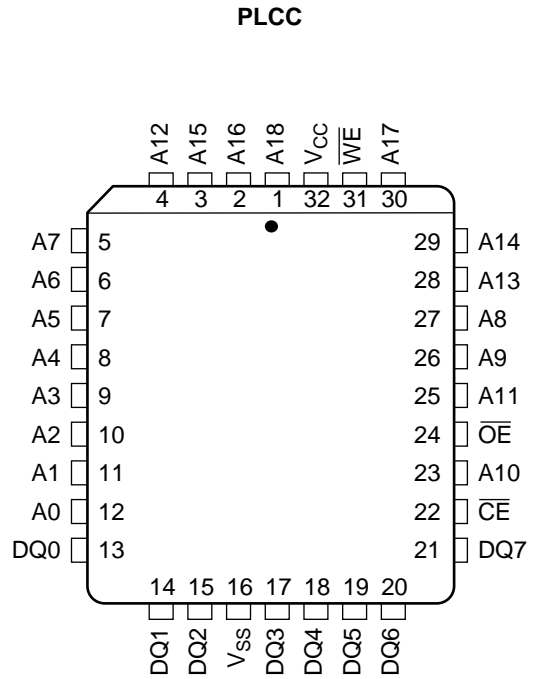 PLCC
A12 A15 A16 A18 VCC W̅E̅ A17
4 3 2 1 32 31 30
A7 5 29 A14
A6 6 28 A13
A5 7 27 A8
A4 8 26 A9
A3 9 25 A11
A2 10 24 O̅E̅
A1 11 23 A10
A0 12 22 C̅E̅
DQ0 13 21 DQ7
14 15 16 17 18 19 20
DQ1 DQ2 VSS DQ3 DQ4 DQ5 DQ6